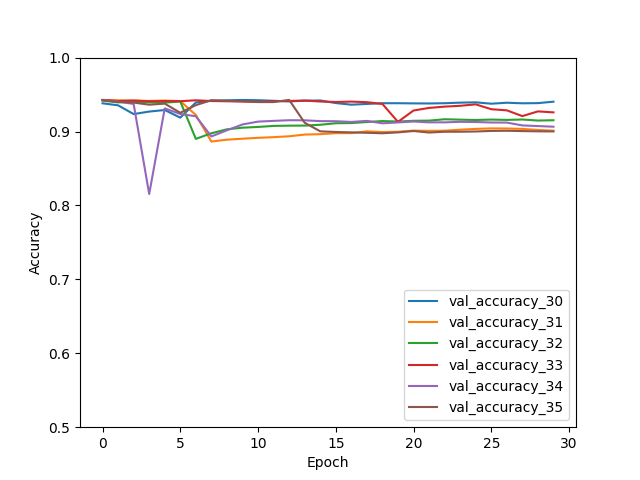 1.0
0.9
0.8
0.7
0.6
0.5
Accuracy
0 5 10 15 20 25 30
Epoch
val_accuracy_30
val_accuracy_31
val_accuracy_32
val_accuracy_33
val_accuracy_34
val_accuracy_35